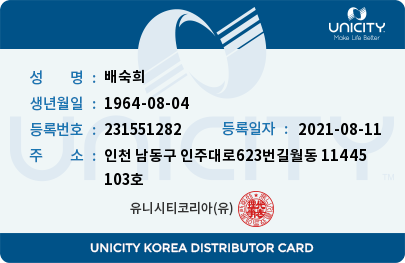 UNICITY
Make Life Better
성 명 : 배숙희
생년월일 : 1964-08-04
등록번호 : 231551282 등록일자 : 2021-08-11
주 소 : 인천 남동구 인주대로623번길월동 11445
103호
UNICITY
유니시티코리아(유)
UNICITY KOREA DISTRIBUTOR CARD